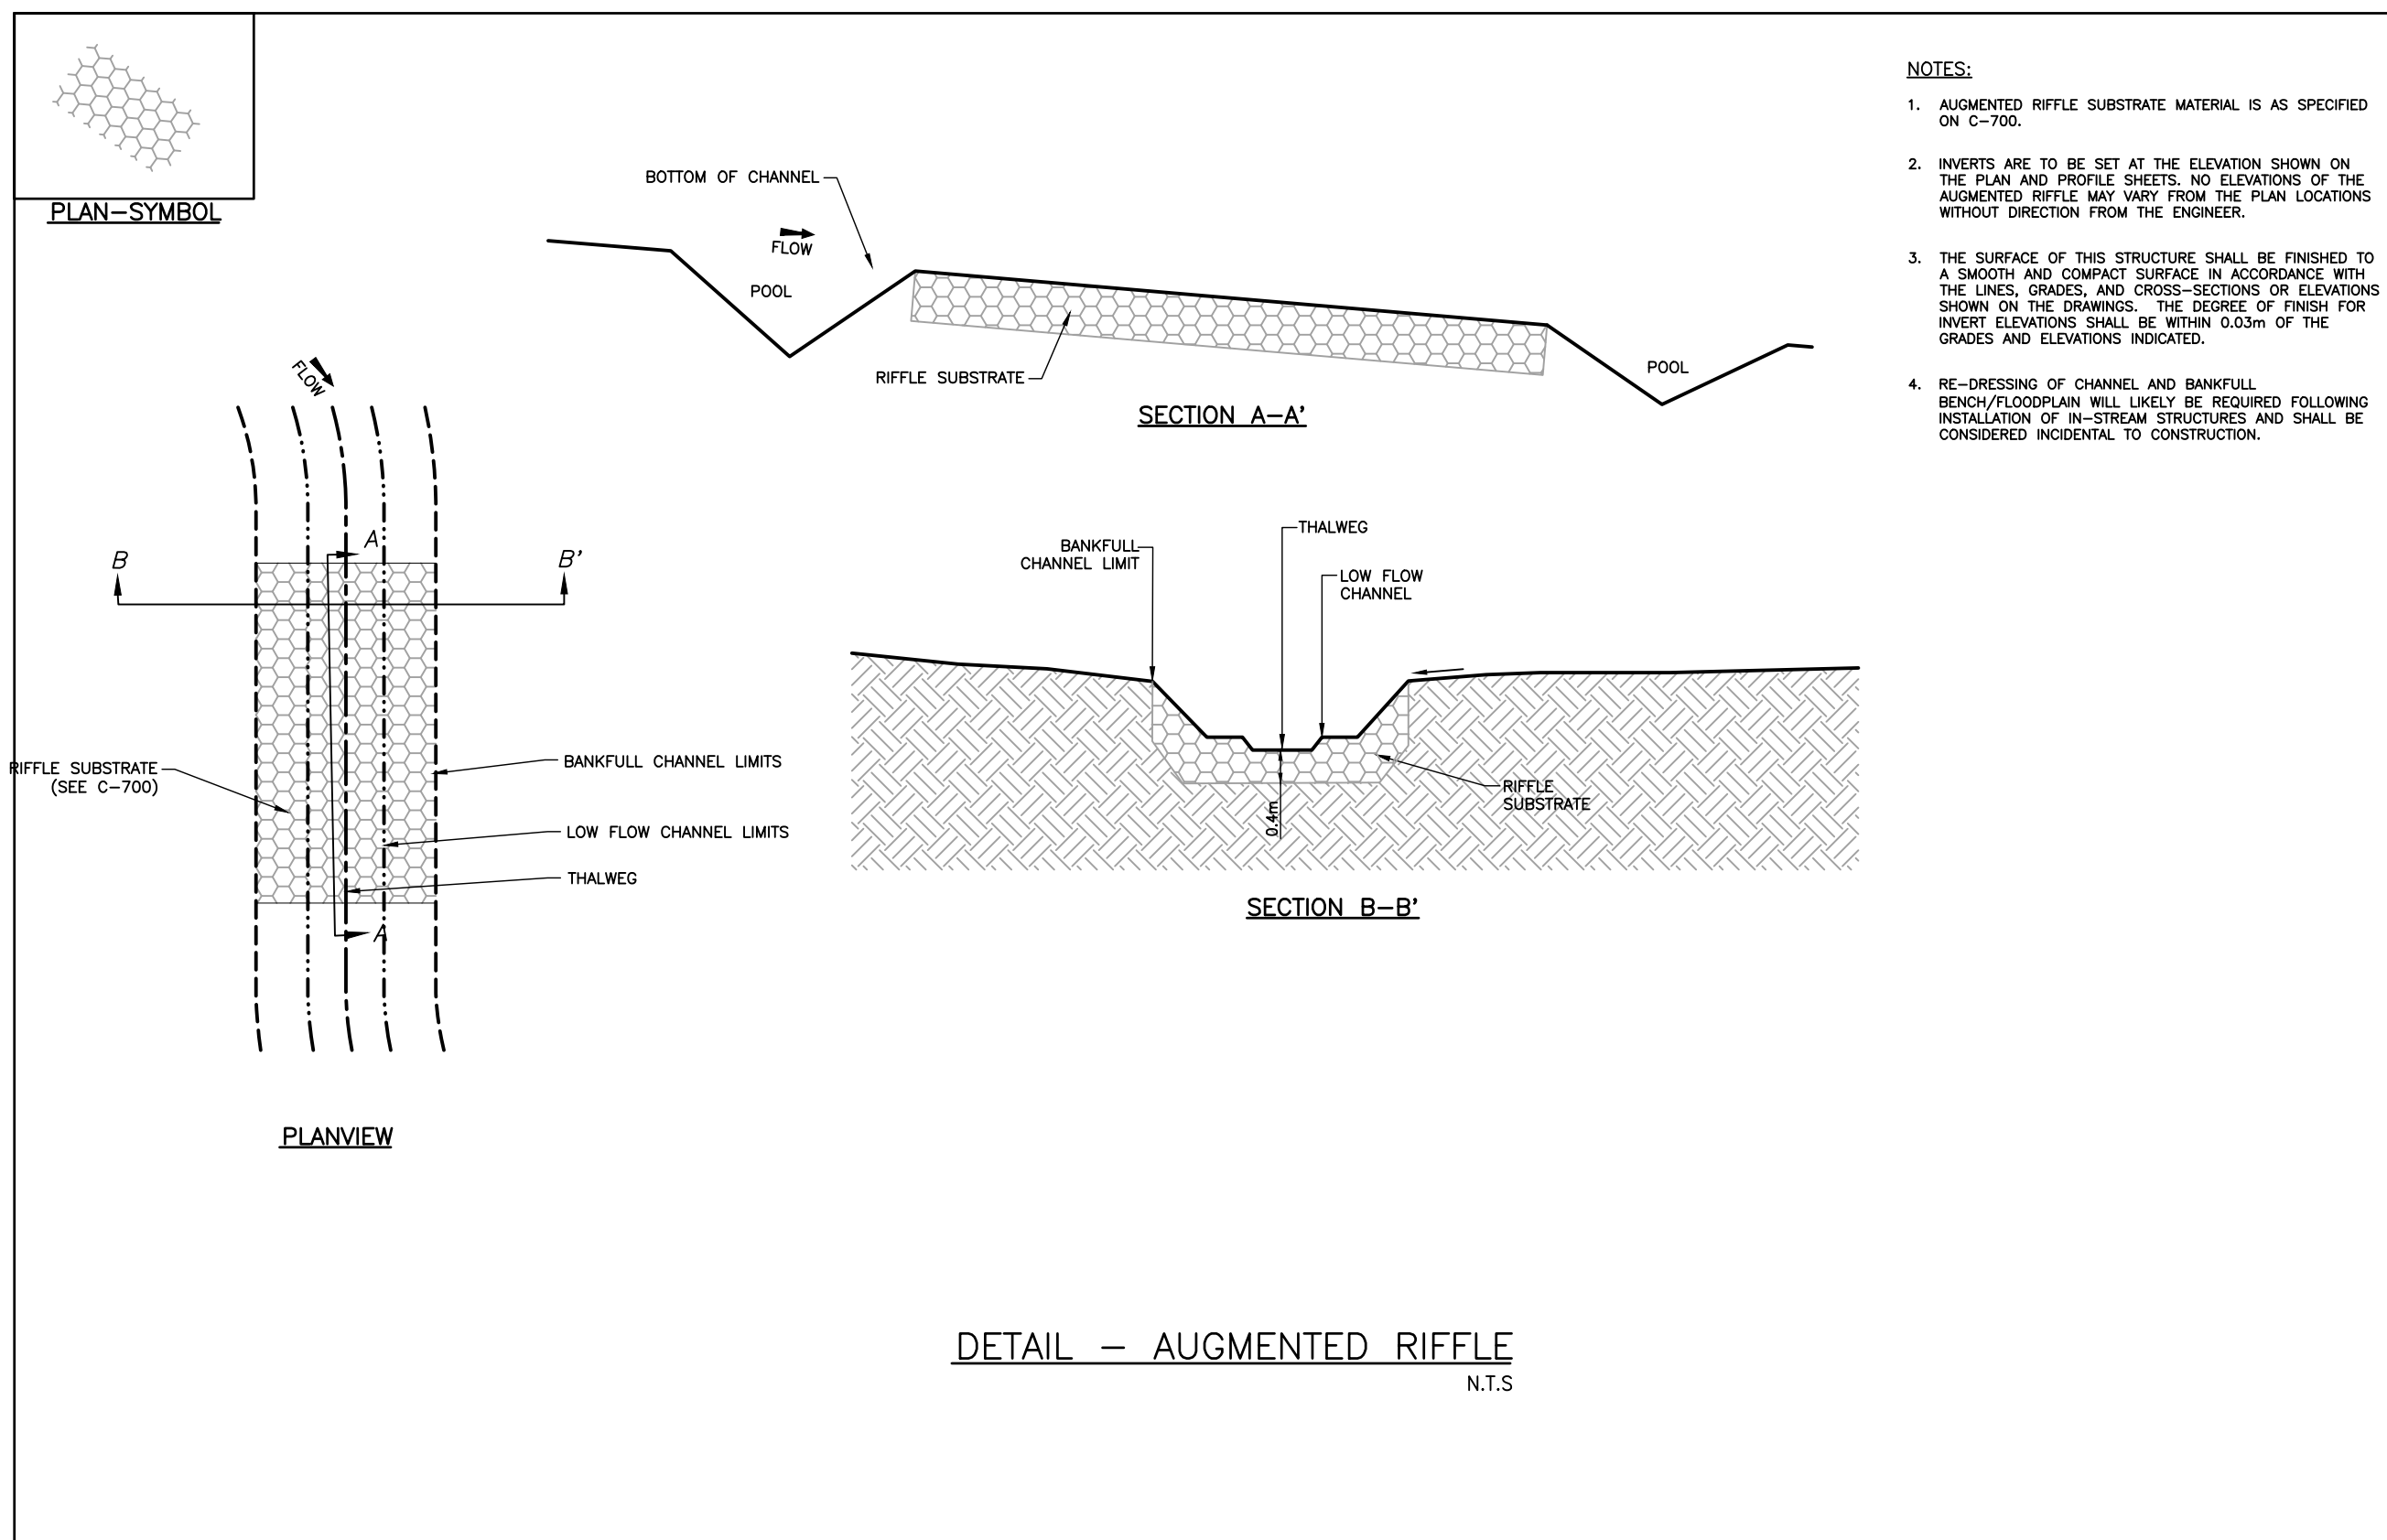 PLAN-SYMBOL
NOTES:
1. AUGMENTED RIFFLE SUBSTRATE MATERIAL IS AS SPECIFIED
ON C-700.
2. INVERTS ARE TO BE SET AT THE ELEVATION SHOWN ON
THE PLAN AND PROFILE SHEETS. NO ELEVATIONS OF THE
AUGMENTED RIFFLE MAY VARY FROM THE PLAN LOCATIONS
WITHOUT DIRECTION FROM THE ENGINEER.
3. THE SURFACE OF THIS STRUCTURE SHALL BE FINISHED TO
A SMOOTH AND COMPACT SURFACE IN ACCORDANCE WITH
THE LINES, GRADES, AND CROSS-SECTIONS OR ELEVATIONS
SHOWN ON THE DRAWINGS. THE DEGREE OF FINISH FOR
INVERT ELEVATIONS SHALL BE WITHIN 0.03m OF THE
GRADES AND ELEVATIONS INDICATED.
4. RE-DRESSING OF CHANNEL AND BANKFULL
BENCH/FLOODPLAIN WILL LIKELY BE REQUIRED FOLLOWING
INSTALLATION OF IN-STREAM STRUCTURES AND SHALL BE
CONSIDERED INCIDENTAL TO CONSTRUCTION.
BOTTOM OF CHANNEL
FLOW
POOL
RIFFLE SUBSTRATE
POOL
SECTION A-A'
FLOW
A
B
B'
RIFFLE SUBSTRATE
(SEE C-700)
BANKFULL CHANNEL LIMITS
LOW FLOW CHANNEL LIMITS
THALWEG
A
PLANVIEW
THALWEG
BANKFULL
CHANNEL LIMIT
LOW FLOW
CHANNEL
RIFFLE
SUBSTRATE
0.4m
SECTION B-B'
DETAIL - AUGMENTED RIFFLE
N.T.S